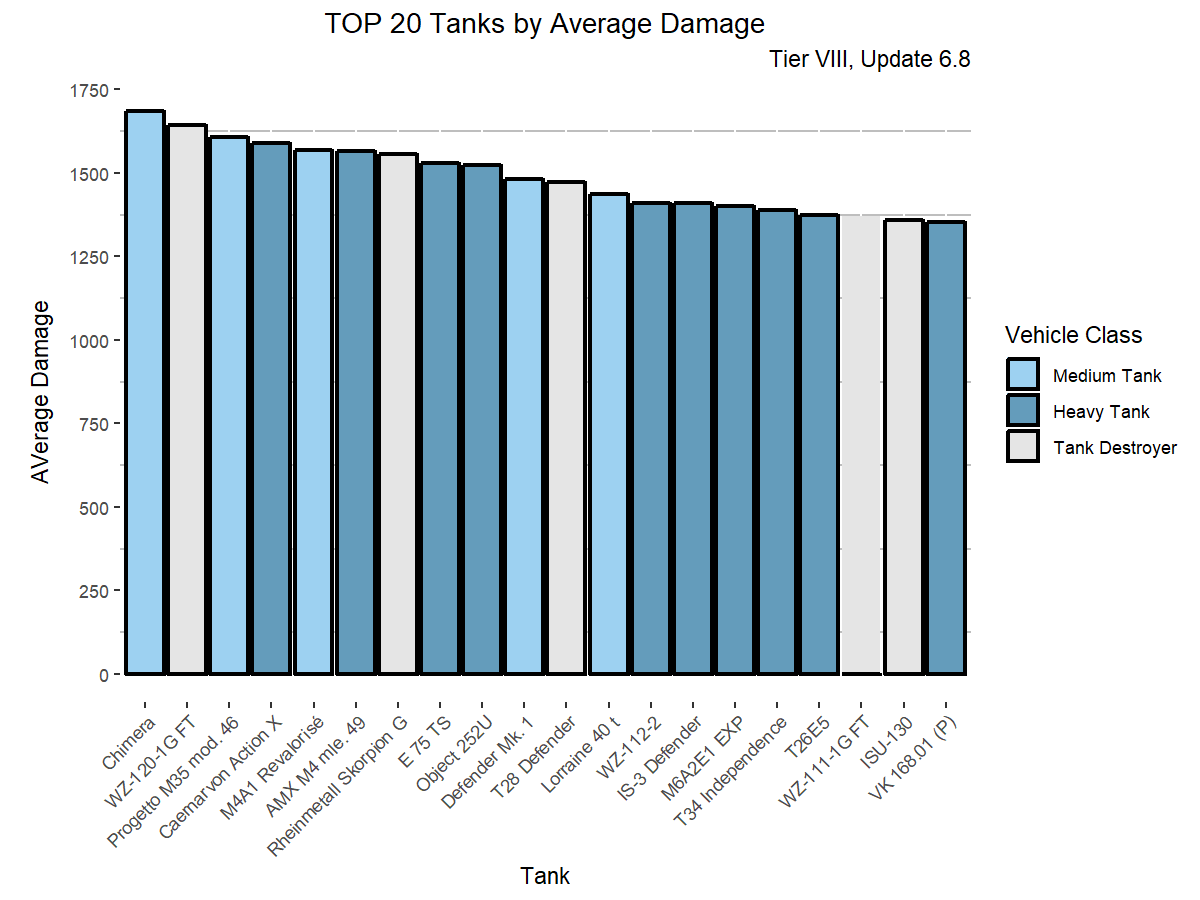 TOP 20 Tanks by Average Damage
Tier VIII, Update 6.8
AVerage Damage
1750
1500
1250
1000
750
500
250
0
Chimera
WZ-120-1G FT
Progetto M35 mod. 46
Caernarvon Action X
M4A1 Revalorisé
AMX M4 mle. 49
Rheinmetall Skorpion G
E 75 TS
Object 252U
Defender Mk. 1
T28 Defender
Lorraine 40 t
WZ-112-2
IS-3 Defender
M6A2E1 EXP
T34 Independence
T26E5
WZ-111-1G FT
ISU-130
VK 168.01 (P)
Tank
Vehicle Class
Medium Tank
Heavy Tank
Tank Destroyer